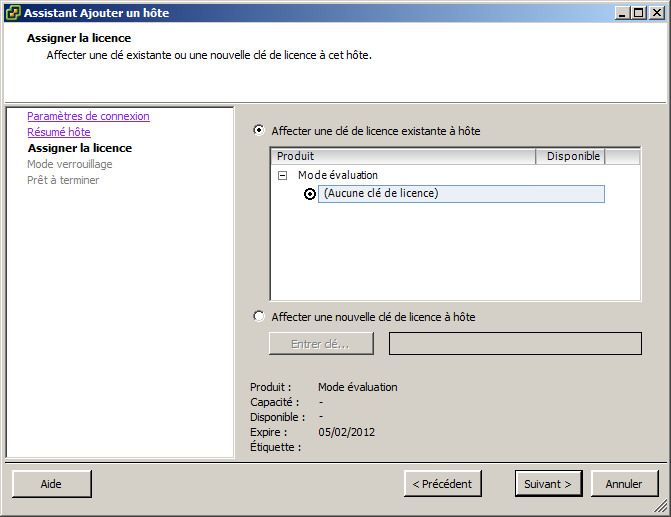 Assistant Ajouter un hôte
Assigner la licence
Affecter une clé existante ou une nouvelle clé de licence à cet hôte.
Paramètres de connexion
Résumé hôte
Assigner la licence
Mode verrouillage
Prêt à terminer
Affecter une clé de licence existante à hôte
Produit Disponible
Mode évaluation
(Aucune clé de licence)
Affecter une nouvelle clé de licence à hôte
Entrer clé...
Produit : Mode évaluation
Capacité : -
Disponible : -
Expire : 05/02/2012
Étiquette :
Aide < Précédent Suivant > Annuler